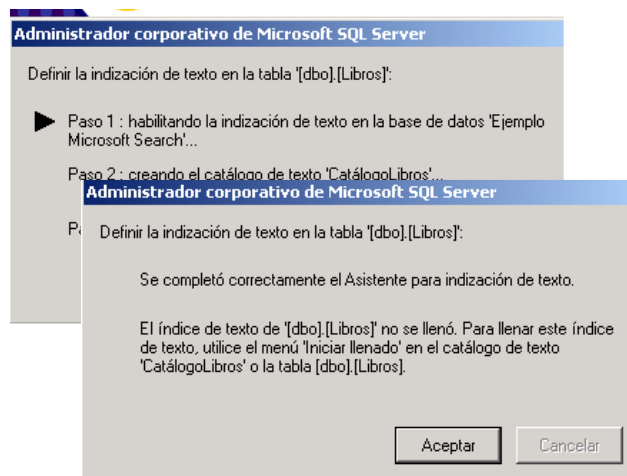 Administrador corporativo de Microsoft SQL Server
Definir la indización de texto en la tabla '[dbo].[Libros]':
Paso 1 : habilitando la indización de texto en la base de datos 'Ejemplo
Microsoft Search'...
Paso 2 : creando el catálogo de texto 'CatálogoLibros'...
Administrador corporativo de Microsoft SQL Server
Definir la indización de texto en la tabla '[dbo].[Libros]':
Se completó correctamente el Asistente para indización de texto.
El índice de texto de '[dbo].[Libros]' no se llenó. Para llenar este índice
de texto, utilice el menú 'Iniciar llenado' en el catálogo de texto
'CatálogoLibros' o la tabla [dbo].[Libros].
Aceptar
Cancelar